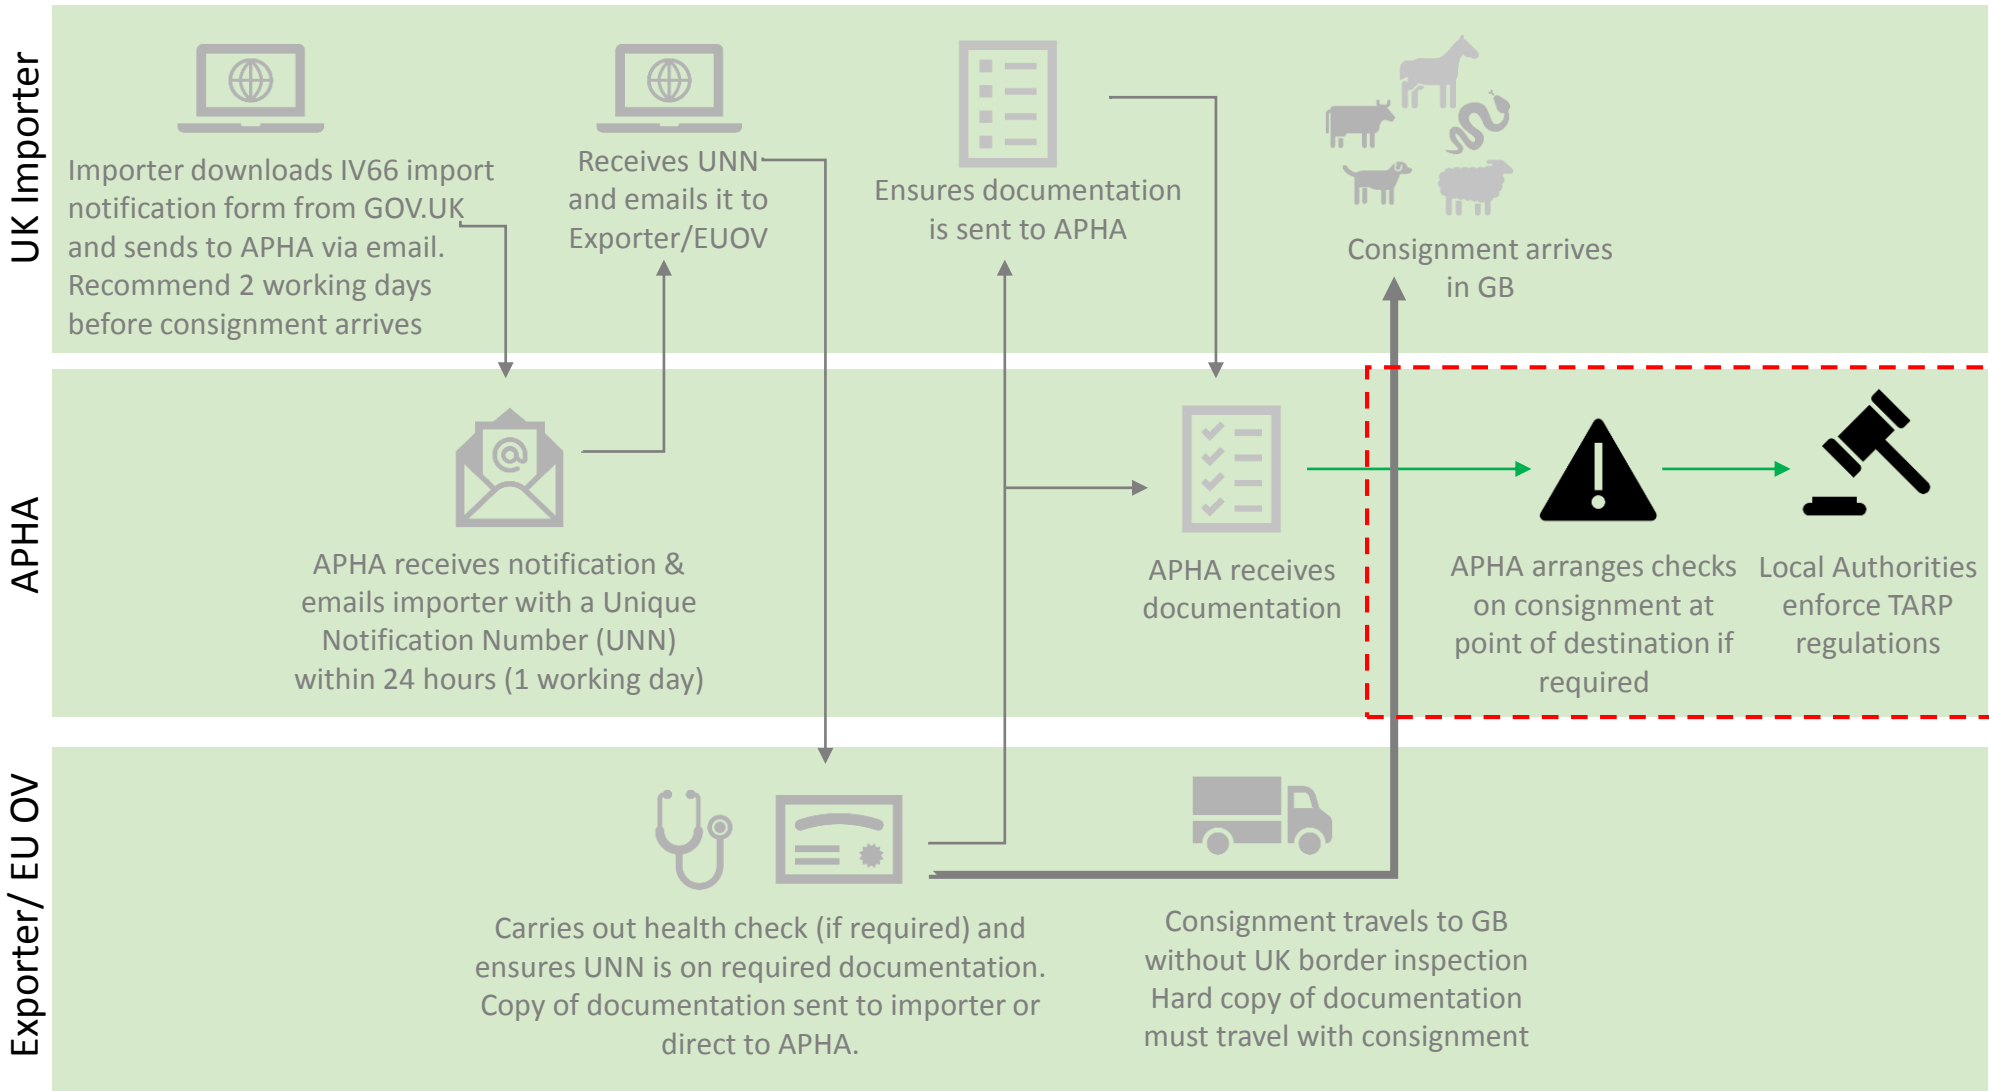 UK Importer
Importer downloads IV66 import
notification form from GOV.UK
and sends to APHA via email.
Recommend 2 working days
before consignment arrives
Receives UNN
and emails it to
Exporter/EUOV
Ensures documentation
is sent to APHA
Consignment arrives
in GB
APHA
@
APHA receives notification &
emails importer with a Unique
Notification Number (UNN)
within 24 hours (1 working day)
APHA receives
documentation
APHA arranges checks
on consignment at
point of destination if
required
Local Authorities
enforce TARP
regulations
Exporter/ EU OV
Carries out health check (if required) and
ensures UNN is on required documentation.
Copy of documentation sent to importer or
direct to APHA.
Consignment travels to GB
without UK border inspection
Hard copy of documentation
must travel with consignment